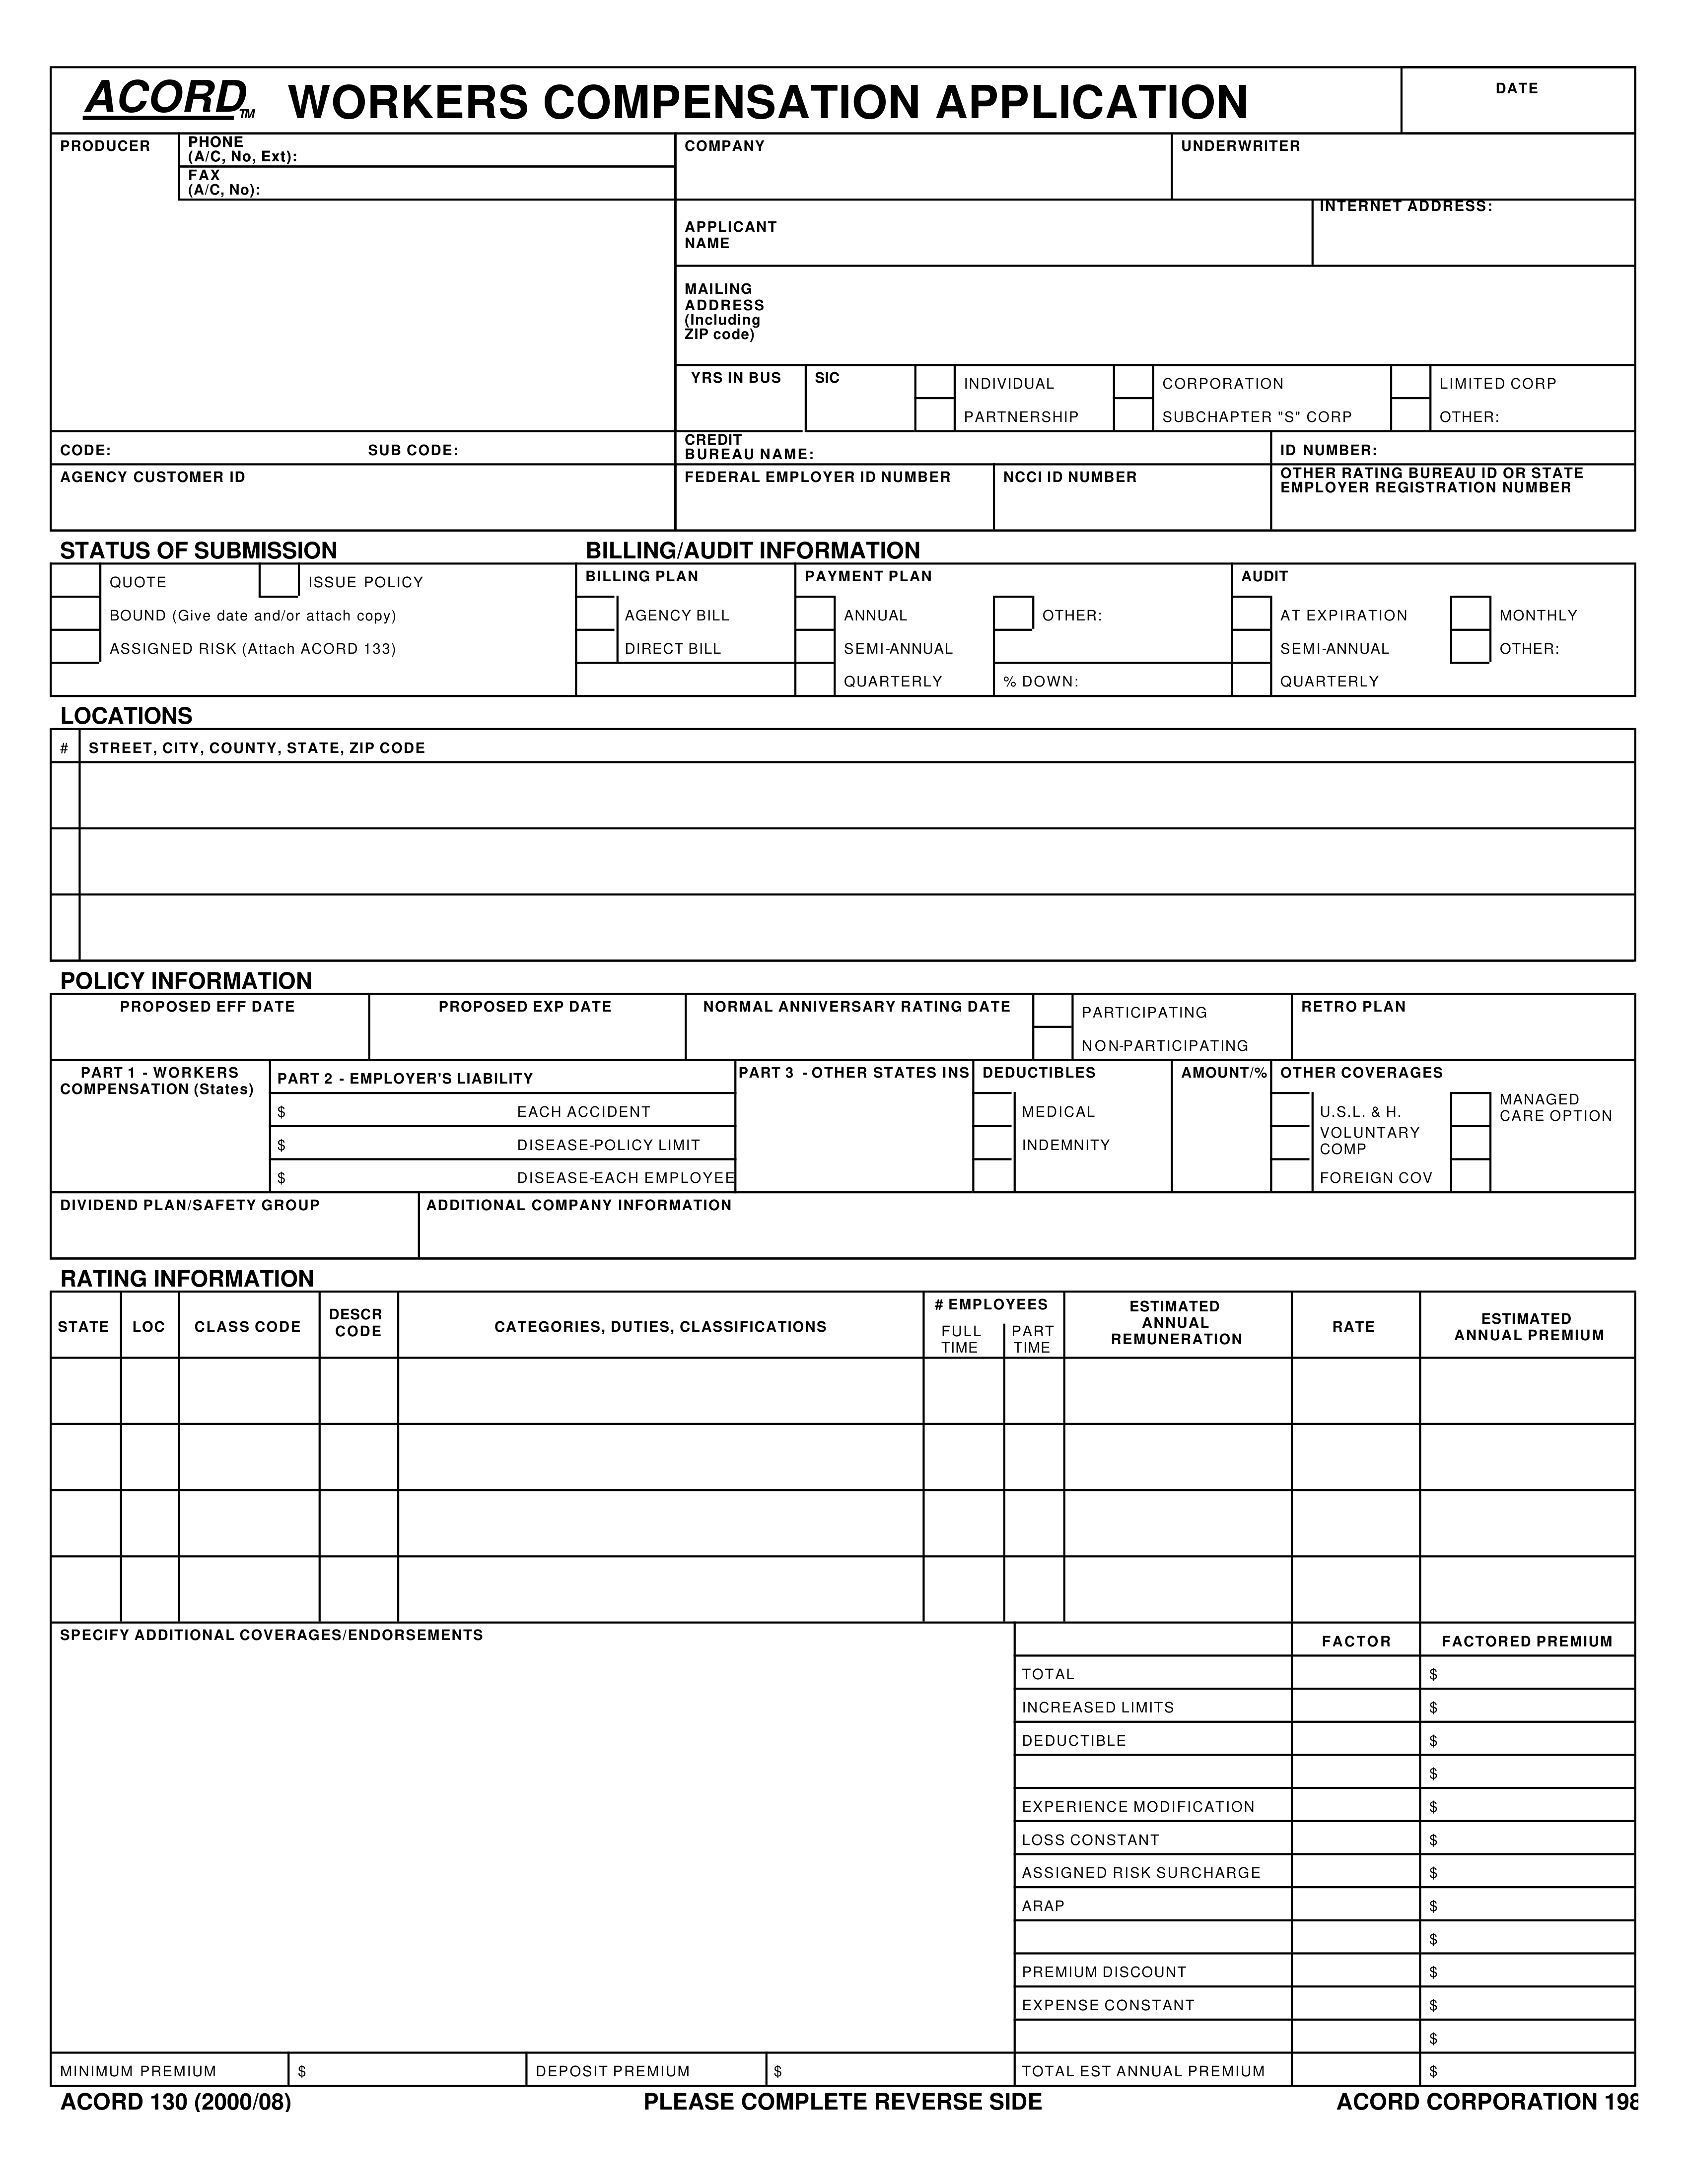 ACORD TM WORKERS COMPENSATION APPLICATION
DATE
PRODUCER
PHONE
(A/C, No, Ext):
FAX
(A/C, No):
COMPANY
UNDERWRITER
APPLICANT
NAME
INTERNET ADDRESS:
MAILING
ADDRESS
(Including
ZIP code)
YRS IN BUS SIC INDIVIDUAL CORPORATION LIMITED CORP
PARTNERSHIP SUBCHAPTER "S" CORP OTHER:
CODE: SUB CODE:
CREDIT
BUREAU NAME:
ID NUMBER:
AGENCY CUSTOMER ID
FEDERAL EMPLOYER ID NUMBER
NCCI ID NUMBER
OTHER RATING BUREAU ID OR STATE
EMPLOYER REGISTRATION NUMBER
STATUS OF SUBMISSION
BILLING/AUDIT INFORMATION
QUOTE ISSUE POLICY
BOUND (Give date and/or attach copy)
ASSIGNED RISK (Attach ACORD 133)
BILLING PLAN
AGENCY BILL
DIRECT BILL
PAYMENT PLAN
ANNUAL OTHER:
SEMI-ANNUAL
QUARTERLY % DOWN:
AUDIT
AT EXPIRATION MONTHLY
SEMI-ANNUAL OTHER:
QUARTERLY
LOCATIONS
# STREET, CITY, COUNTY, STATE, ZIP CODE
POLICY INFORMATION
PROPOSED EFF DATE PROPOSED EXP DATE NORMAL ANNIVERSARY RATING DATE
PARTICIPATING
NON-PARTICIPATING
RETRO PLAN
PART 1 - WORKERS
COMPENSATION (States)
PART 2 - EMPLOYER'S LIABILITY
$ EACH ACCIDENT
$ DISEASE-POLICY LIMIT
$ DISEASE-EACH EMPLOYEE
PART 3 - OTHER STATES INS
DEDUCTIBLES
MEDICAL
INDEMNITY
AMOUNT/%
OTHER COVERAGES
U.S.L. & H.
VOLUNTARY
COMP
FOREIGN COV
MANAGED
CARE OPTION
DIVIDEND PLAN/SAFETY GROUP
ADDITIONAL COMPANY INFORMATION
RATING INFORMATION
STATE
LOC
CLASS CODE
DESCR
CODE
CATEGORIES, DUTIES, CLASSIFICATIONS
# EMPLOYEES
FULL
TIME
PART
TIME
ESTIMATED
ANNUAL
REMUNERATION
RATE
ESTIMATED
ANNUAL PREMIUM
SPECIFY ADDITIONAL COVERAGES/ENDORSEMENTS
FACTOR FACTORED PREMIUM
TOTAL $
INCREASED LIMITS $
DEDUCTIBLE $
$
EXPERIENCE MODIFICATION $
LOSS CONSTANT $
ASSIGNED RISK SURCHARGE $
ARAP $
$
PREMIUM DISCOUNT $
EXPENSE CONSTANT $
$
MINIMUM PREMIUM $ DEPOSIT PREMIUM $ TOTAL EST ANNUAL PREMIUM $
ACORD 130 (2000/08) PLEASE COMPLETE REVERSE SIDE ACORD CORPORATION 198